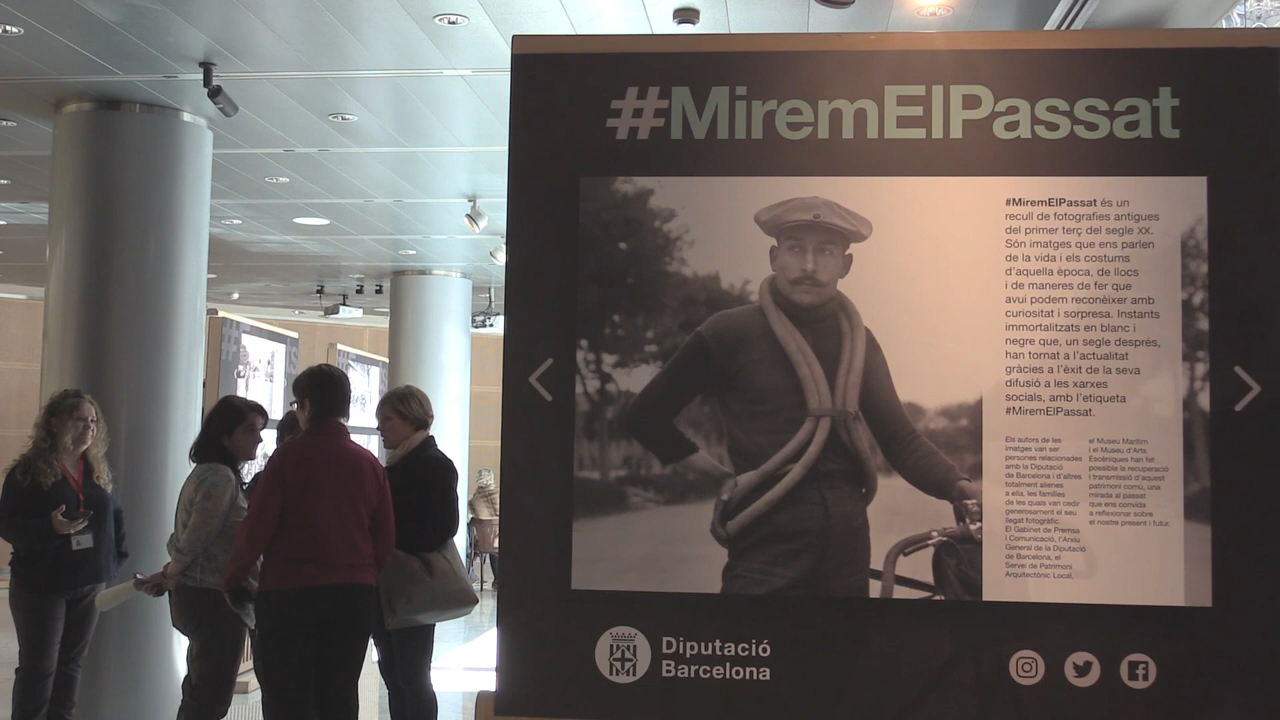 #MiremElPassat
#MiremElPassat és un
recull de fotografies antigues
del primer terç del segle XX.
Són imatges que ens parlen
de la vida i els costums
d'aquella època, de llocs
i de maneres de fer que
avui podem reconèixer amb
curiositat i sorpresa. Instants
immortalitzats en blanc i
negre que, un segle després,
han tornat a l'actualitat
gràcies a l'èxit de la seva
difusió a les xarxes
socials, amb l'etiqueta
#MiremElPassat.
Els autors de les
imatges van ser
persones relacionades
amb la Diputació
de Barcelona i d'altres
totalment alienes
a ella, les famílies
de les quals van cedir
generosament el seu
llegat fotogràfic.
El Gabinet de Premsa
i Comunicació, l'Arxiu
General de la Diputació
de Barcelona, el
Servei de Patrimoni
Arquitectònic Local,
el Museu Marítim
i el Museu d'Arts
Escèniques han fet
possible la recuperació
i transmissió d'aquest
patrimoni comú, una
mirada al passat
que ens convida
a reflexionar sobre
el nostre present i futur.
Diputació
Barcelona